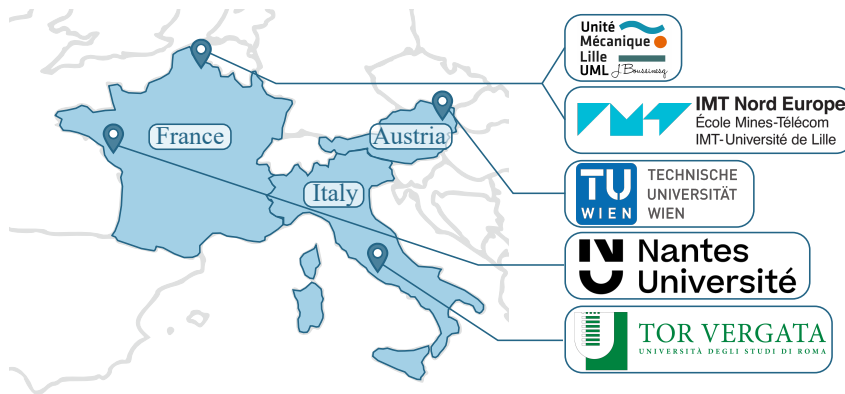 France
Austria
Italy
Unité
Mécanique
Lille
UML J Boussinesq
IMT Nord Europe
École Mines-Télécom
IMT-Université de Lille
TU
WIEN
TECHNISCHE
UNIVERSITÄT
WIEN
Nantes
Université
TOR VERGATA
UNIVERSITÀ DEGLI STUDI DI ROMA